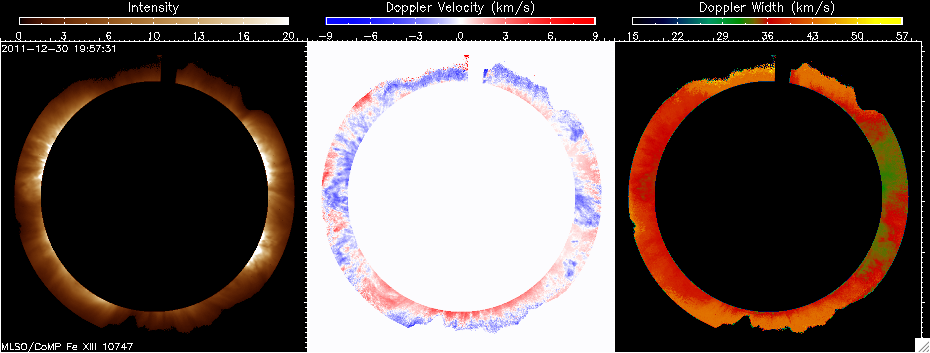 Intensity
0 3 6 10 13 16 20
2011-12-30 19:57:31
MLSO/CoMP Fe XIII 10747
Doppler Velocity (km/s)
-9 -6 -3 0 3 6 9
Doppler Width (km/s)
15 22 29 36 43 50 57